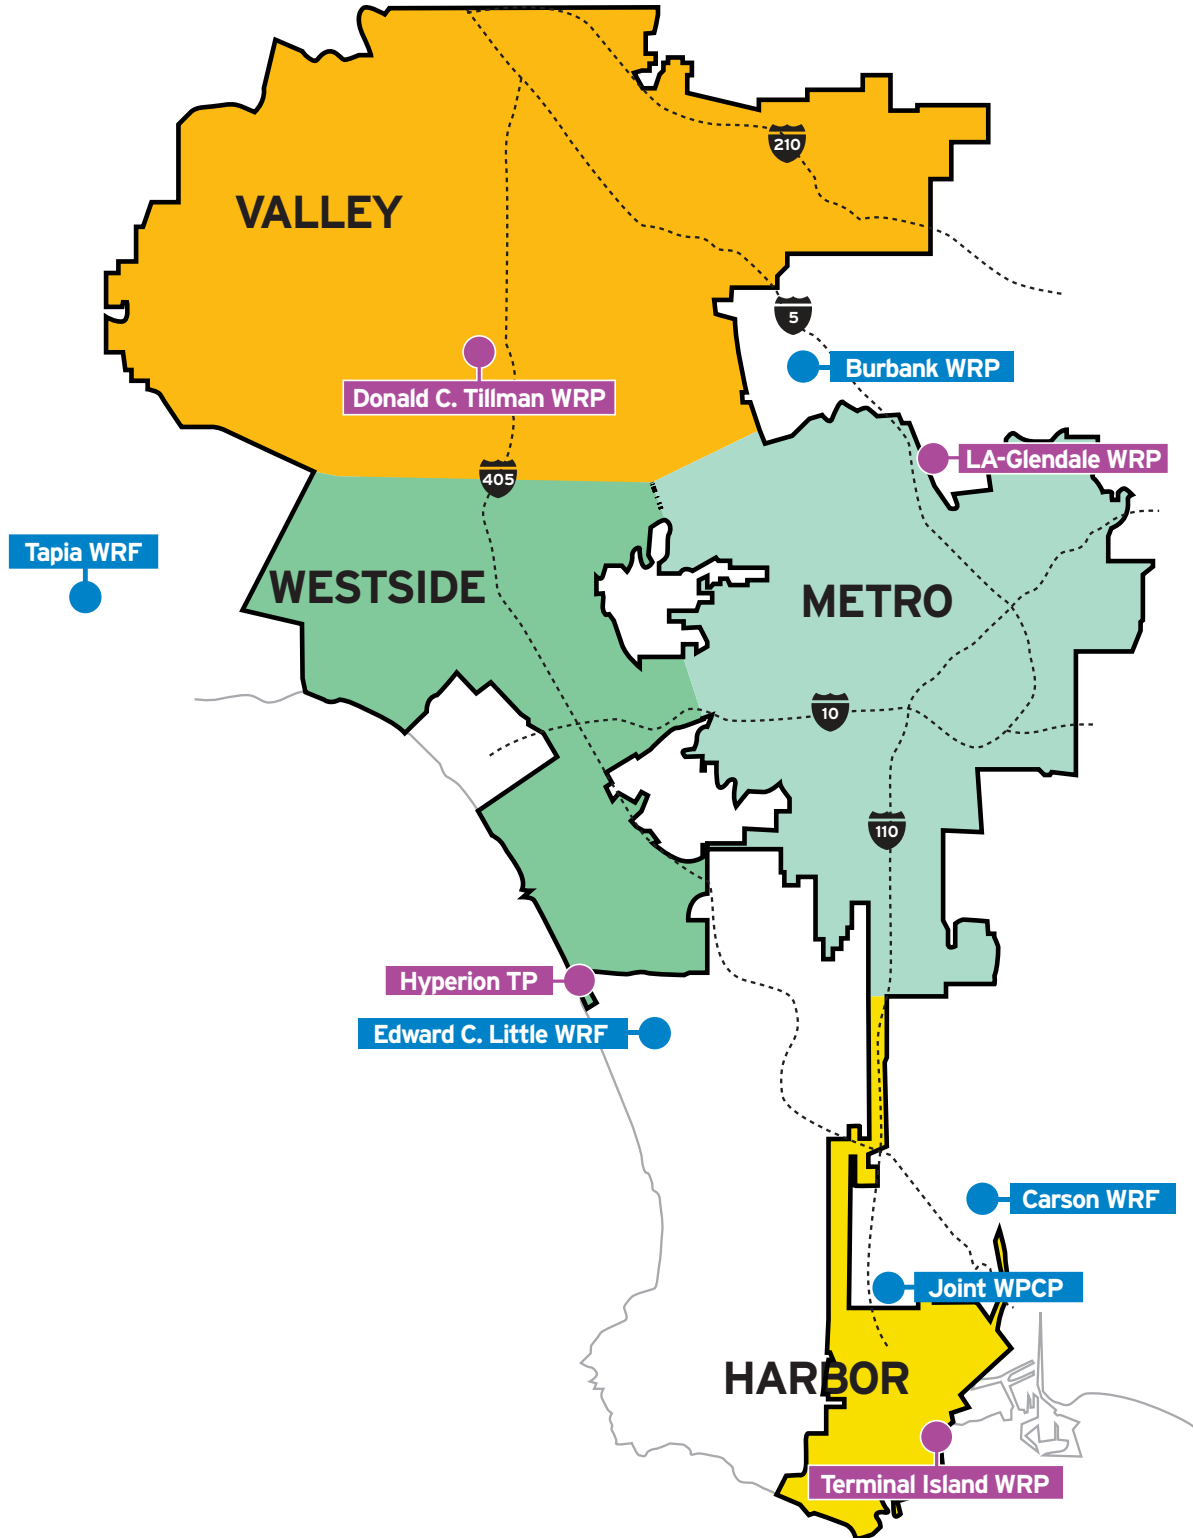 210
VALLEY
5
Burbank WRP
Donald C. Tillman WRP
LA-Glendale WRP
405
Tapia WRF
WESTSIDE
METRO
10
110
Hyperion TP
Edward C. Little WRF
Carson WRF
Joint WPCP
HARBOR
Terminal Island WRP